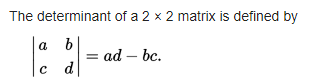 The determinant of a 2 × 2 matrix is defined by
|a b|
|c d| = ad − bc.